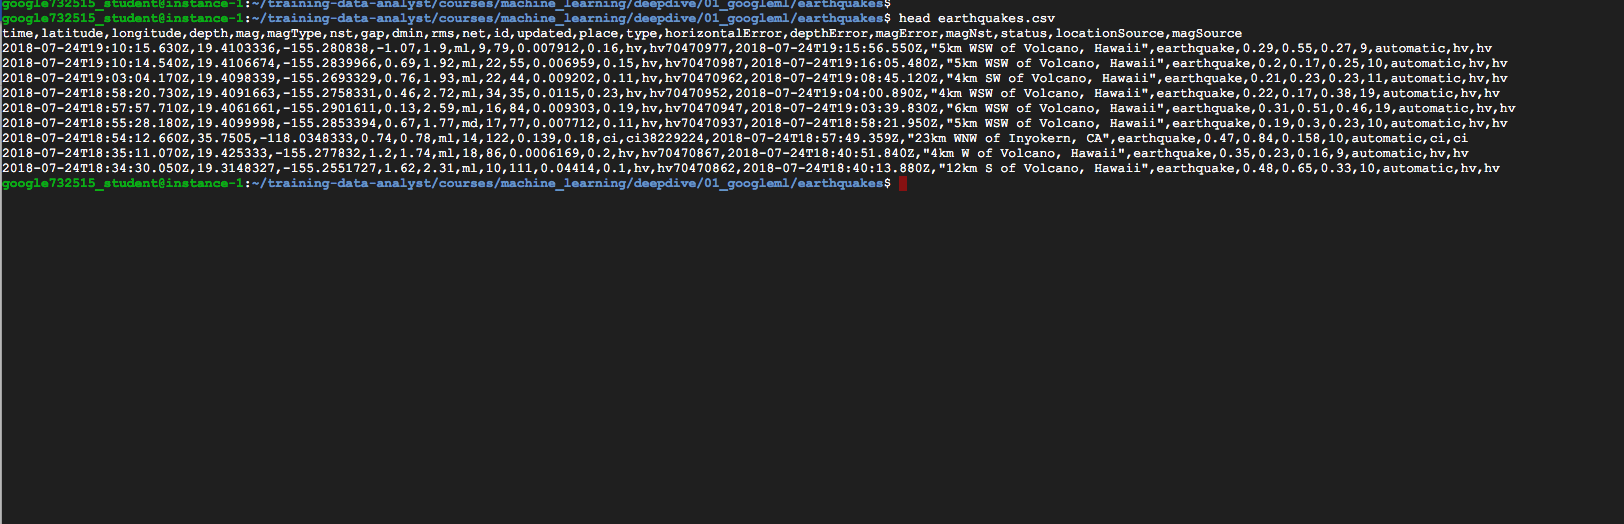 google732515_student@instance-1:~/training-data-analyst/courses/machine_learning/deepdive/01_googleml/earthquakes$
google732515_student@instance-1:~/training-data-analyst/courses/machine_learning/deepdive/01_googleml/earthquakes$ head earthquakes.csv
time,latitude,longitude,depth,mag,magType,nst,gap,dmin,rms,net,id,updated,place,type,horizontalError,depthError,magError,magNst,status,locationSource,magSource
2018-07-24T19:10:15.630Z,19.4103336,-155.280838,-1.07,1.9,ml,9,79,0.007912,0.16,hv,hv70470977,2018-07-24T19:15:56.550Z,"5km WSW of Volcano, Hawaii",earthquake,0.29,0.55,0.27,9,automatic,hv,hv
2018-07-24T19:10:14.540Z,19.4106674,-155.2839966,0.69,1.92,ml,22,55,0.006959,0.15,hv,hv70470987,2018-07-24T19:16:05.480Z,"5km WSW of Volcano, Hawaii",earthquake,0.2,0.17,0.25,10,automatic,hv,hv
2018-07-24T19:03:04.170Z,19.4098339,-155.2693329,0.76,1.93,ml,22,44,0.009202,0.11,hv,hv70470962,2018-07-24T19:08:45.120Z,"4km SW of Volcano, Hawaii",earthquake,0.21,0.23,0.23,11,automatic,hv,hv
2018-07-24T18:58:20.730Z,19.4091663,-155.2758331,0.46,2.72,ml,34,35,0.0115,0.23,hv,hv70470952,2018-07-24T19:04:00.890Z,"4km WSW of Volcano, Hawaii",earthquake,0.22,0.17,0.38,19,automatic,hv,hv
2018-07-24T18:57:57.710Z,19.4061661,-155.2901611,0.13,2.59,ml,16,84,0.009303,0.19,hv,hv70470947,2018-07-24T19:03:39.830Z,"6km WSW of Volcano, Hawaii",earthquake,0.31,0.51,0.46,19,automatic,hv,hv
2018-07-24T18:55:28.180Z,19.4099998,-155.2853394,0.67,1.77,md,17,77,0.007712,0.11,hv,hv70470937,2018-07-24T18:58:21.950Z,"5km WSW of Volcano, Hawaii",earthquake,0.19,0.3,0.23,10,automatic,hv,hv
2018-07-24T18:54:12.660Z,35.7505,-118.0348333,0.74,0.78,ml,14,122,0.139,0.18,ci,ci38229224,2018-07-24T18:57:49.359Z,"23km WNW of Inyokern, CA",earthquake,0.47,0.84,0.158,10,automatic,ci,ci
2018-07-24T18:35:11.070Z,19.425333,-155.277832,1.2,1.74,ml,18,86,0.0006169,0.2,hv,hv70470867,2018-07-24T18:40:51.840Z,"4km W of Volcano, Hawaii",earthquake,0.35,0.23,0.16,9,automatic,hv,hv
2018-07-24T18:34:30.050Z,19.3148327,-155.2551727,1.62,2.31,ml,10,111,0.04414,0.1,hv,hv70470862,2018-07-24T18:40:13.880Z,"12km S of Volcano, Hawaii",earthquake,0.48,0.65,0.33,10,automatic,hv,hv
google732515_student@instance-1:~/training-data-analyst/courses/machine_learning/deepdive/01_googleml/earthquakes$